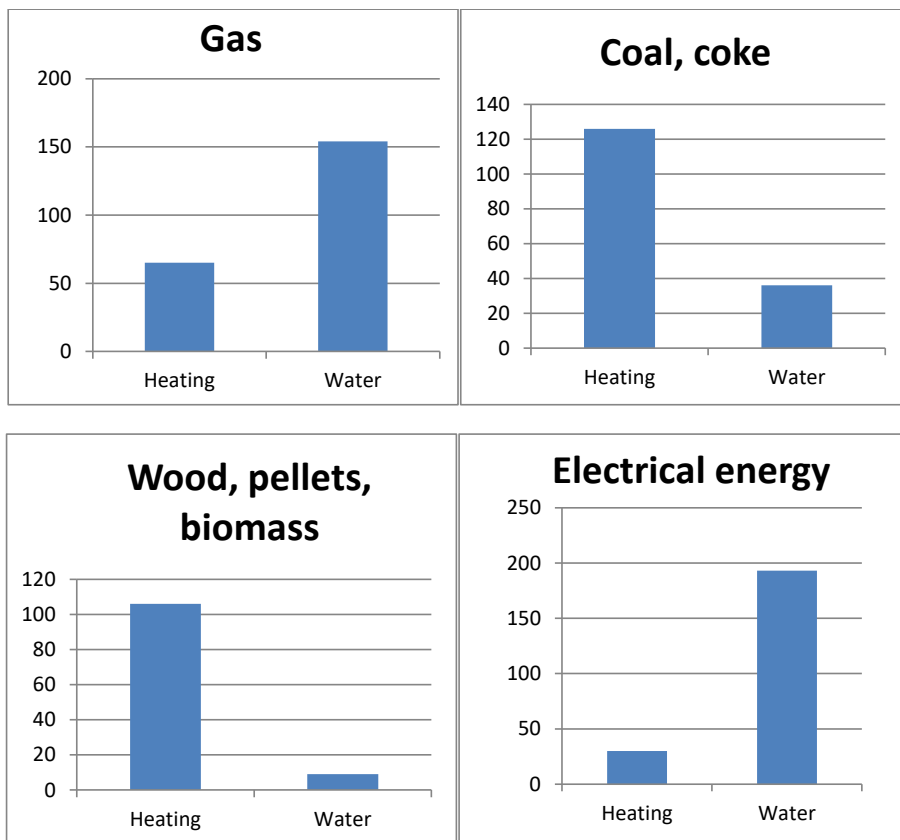 Gas
200
150
100
50
0
Heating Water
Coal, coke
140
120
100
80
60
40
20
0
Heating Water
Wood, pellets,
biomass
120
100
80
60
40
20
0
Heating Water
Electrical energy
250
200
150
100
50
0
Heating Water